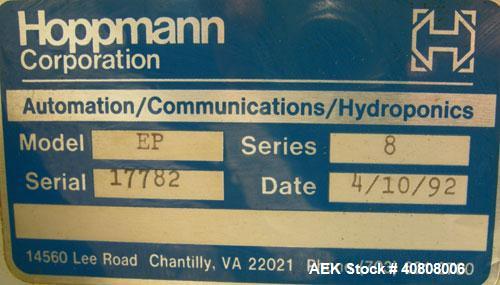 Hoppmann
Corporation
Automation/Communications/Hydroponics
Model EP Series 8
Serial 17782 Date 4/10/92
14560 Lee Road Chantilly, VA 22021
AEK Stock # 40808006